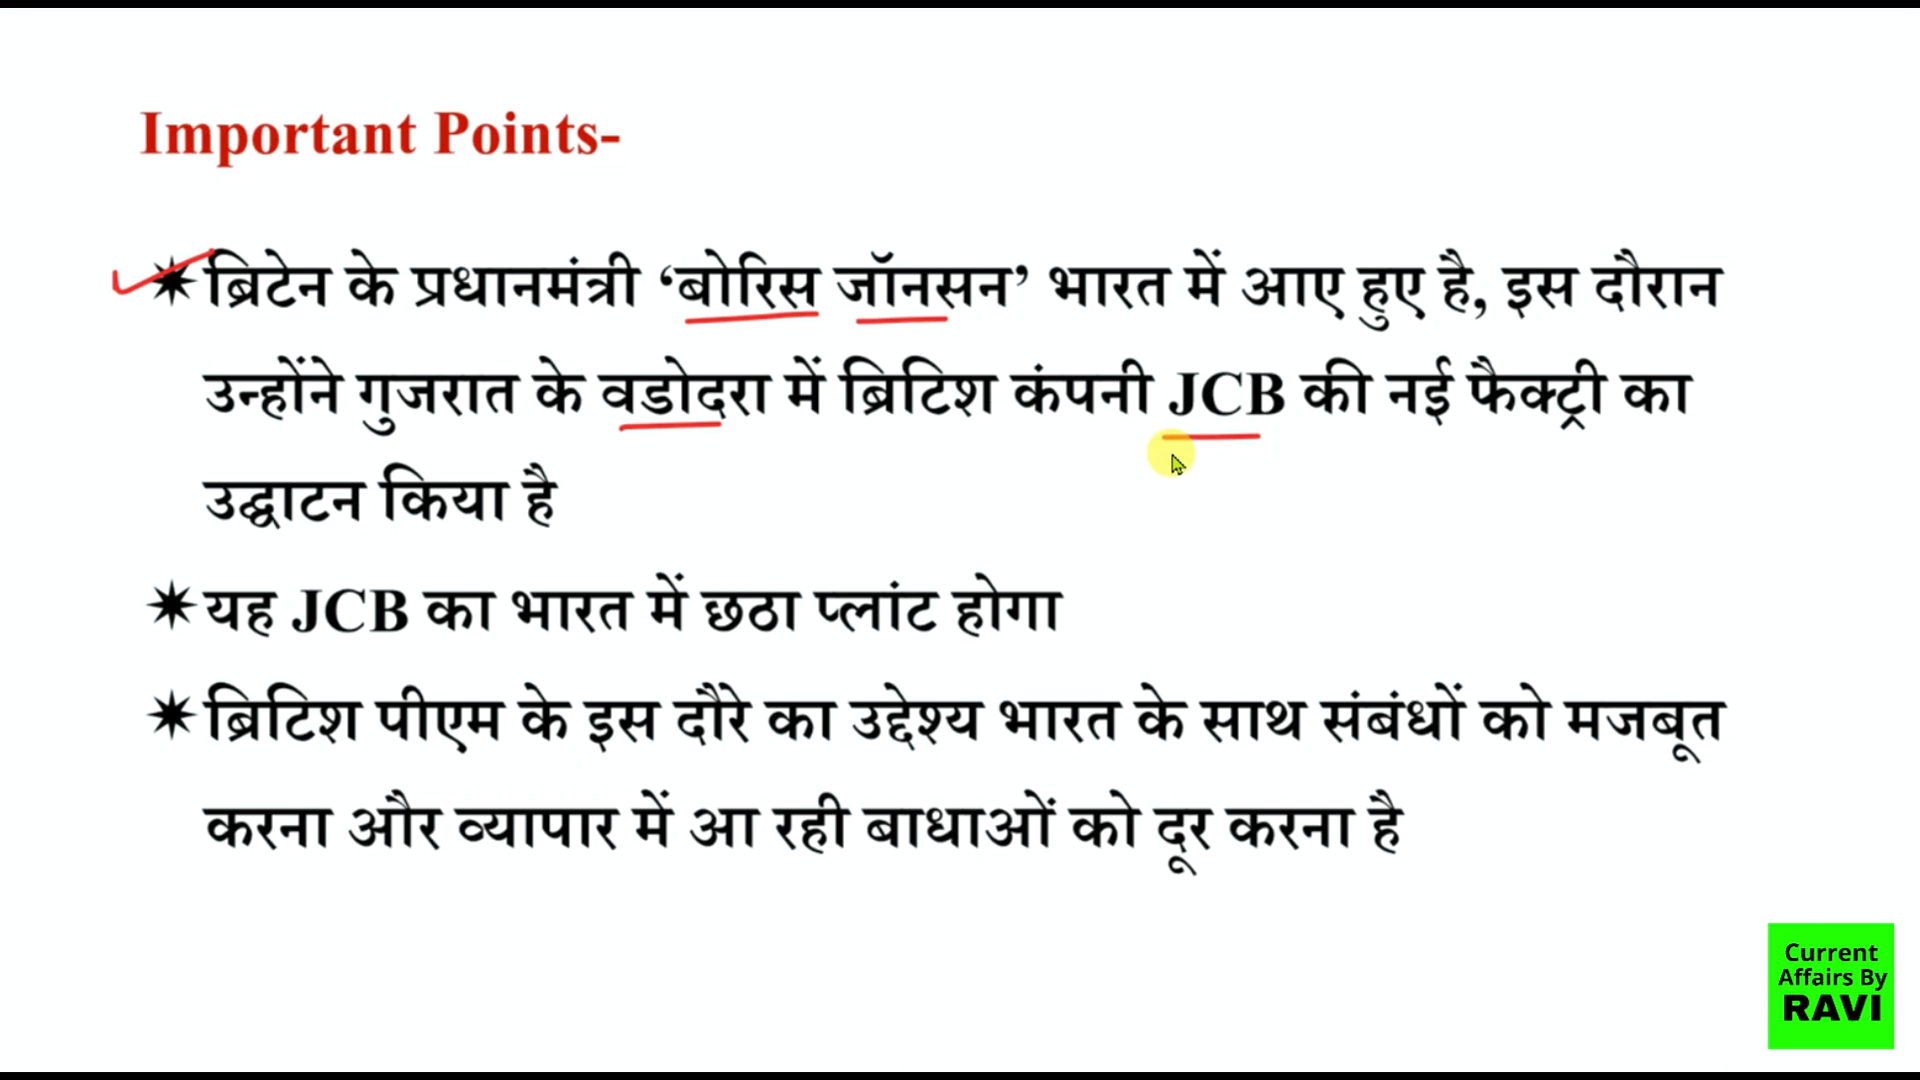 Important Points-
✷ब्रिटेन के प्रधानमंत्री ‘बोरिस जॉनसन’ भारत में आए हुए है, इस दौरान
उन्होंने गुजरात के वडोदरा में ब्रिटिश कंपनी JCB की नई फैक्ट्री का
उद्घाटन किया है
✷यह JCB का भारत में छठा प्लांट होगा
✷ब्रिटिश पीएम के इस दौरे का उद्देश्य भारत के साथ संबंधों को मजबूत
करना और व्यापार में आ रही बाधाओं को दूर करना है
Current
Affairs By
RAVI